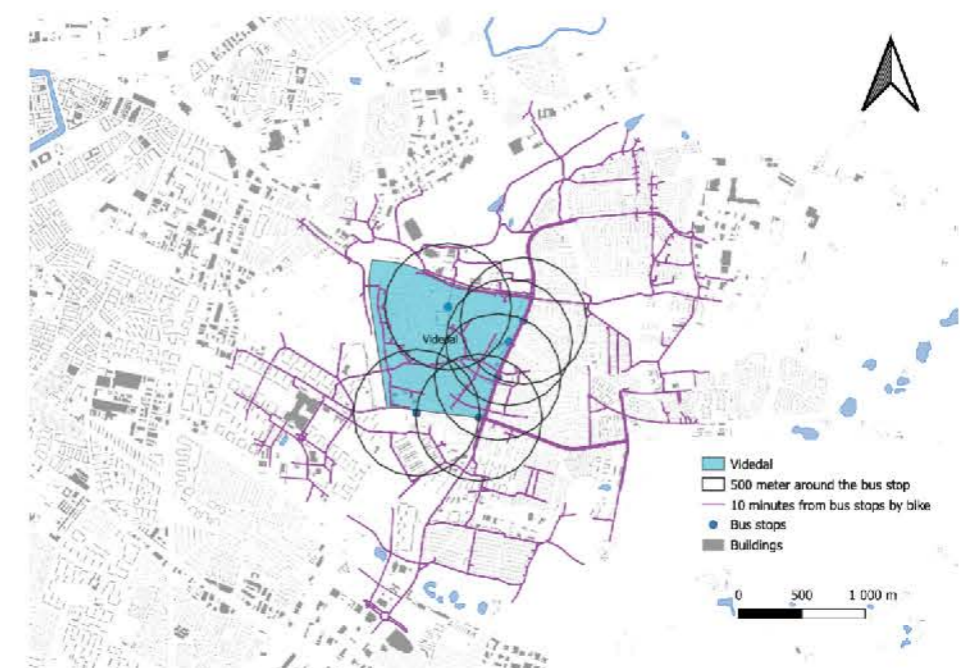 Videdal
Videdal
500 meter around the bus stop
10 minutes from bus stops by bike
Bus stops
Buildings
0 500 1 000 m